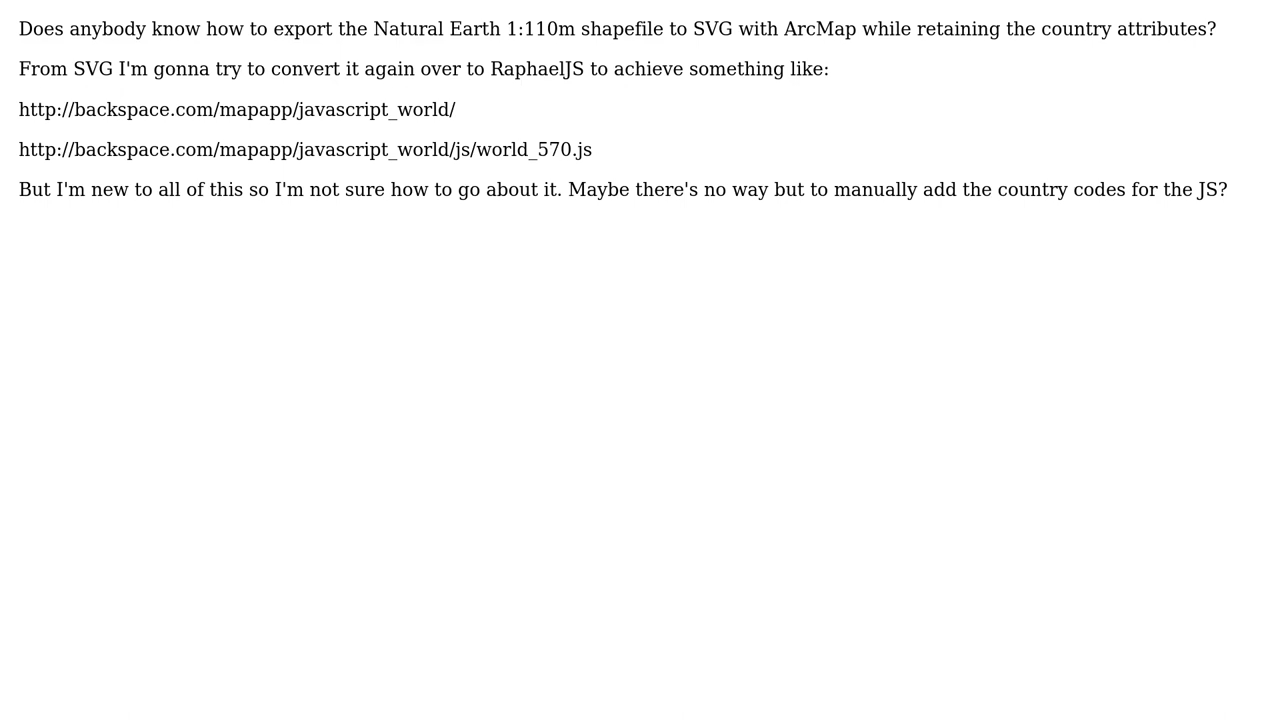 Does anybody know how to export the Natural Earth 1:110m shapefile to SVG with ArcMap while retaining the country attributes?
From SVG I'm gonna try to convert it again over to RaphaelJS to achieve something like:
http://backspace.com/mapapp/javascript_world/
http://backspace.com/mapapp/javascript_world/js/world_570.js
But I'm new to all of this so I'm not sure how to go about it. Maybe there's no way but to manually add the country codes for the JS?